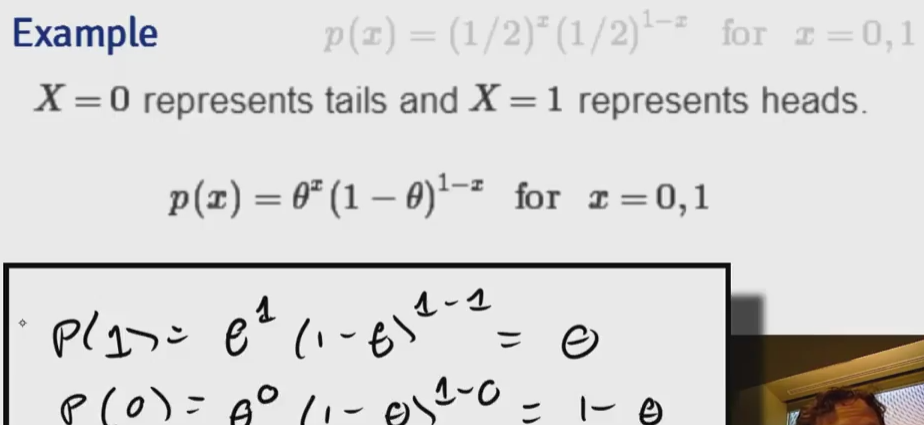 Example p(x) = (1/2)^x (1/2)^{1−x} for x = 0, 1
X = 0 represents tails and X = 1 represents heads.
p(x) = θ^x (1 − θ)^{1−x} for x = 0, 1
P(1) = θ^1 (1-θ)^{1-1} = θ
P(0) = θ^0 (1-θ)^{1-0} = 1-θ